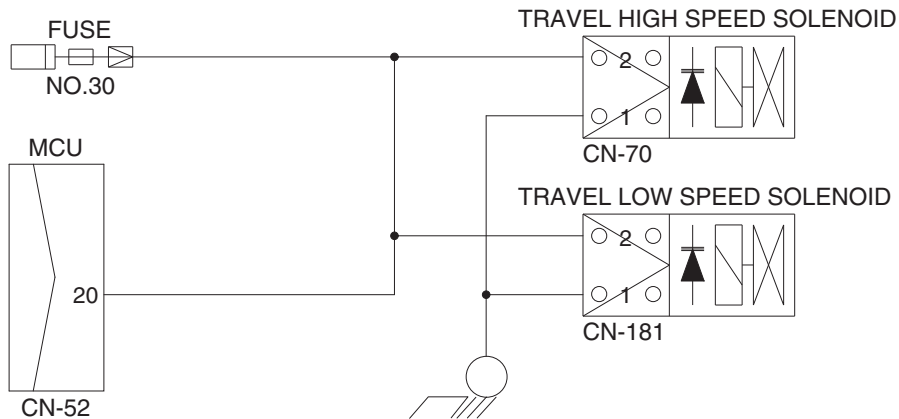 FUSE
NO.30
TRAVEL HIGH SPEED SOLENOID
2
1
CN-70
MCU
20
CN-52
TRAVEL LOW SPEED SOLENOID
2
1
CN-181